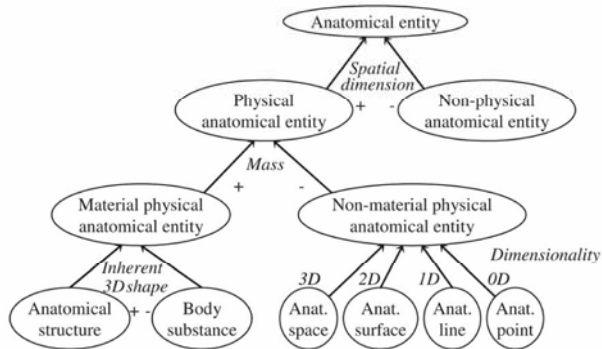 Anatomical entity
Spatial
dimension
+ -
Physical
anatomical entity
Non-physical
anatomical entity
Mass
+ -
Material physical
anatomical entity
Non-material physical
anatomical entity
Inherent
3D shape
+ -
Dimensionality
3D 2D 1D 0D
Anatomical
structure
Body
substance
Anat.
space
Anat.
surface
Anat.
line
Anat.
point